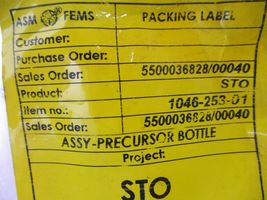 ASM FEMS PACKING LABEL
Customer:
Purchase Order:
Sales Order: 5500036828/00040
Product: STO
Item no.: 1046-253-01
Sales Order: 5500036828/00040
ASSY-PRECURSOR BOTTLE
Project:
STO